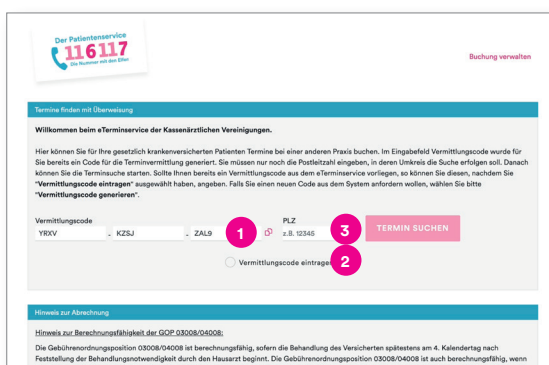 Der Patientenservice
116117
Die Nummer mit den Elfen
Buchung verwalten
Termine finden mit Überweisung
Willkommen beim eTerminservice der Kassenärztlichen Vereinigungen.
Hier können Sie für Ihre gesetzlich krankenversicherten Patienten Termine bei einer anderen Praxis buchen. Im Eingabefeld Vermittlungscode wurde für
Sie bereits ein Code für die Terminvermittlung generiert. Sie müssen nur noch die Postleitzahl eingeben, in deren Umkreis die Suche erfolgen soll. Danach
können Sie die Terminsuche starten. Sollte Ihnen bereits ein Vermittlungscode aus dem eTerminservice vorliegen, so können Sie diesen, nachdem Sie
"Vermittlungscode eintragen" ausgewählt haben, angeben. Falls Sie einen neuen Code aus dem System anfordern wollen, wählen Sie bitte
"Vermittlungscode generieren".
Vermittlungscode PLZ
YRXV - KZSJ - ZAL9 1 z.B. 12345 3 TERMIN SUCHEN
Vermittlungscode eintragen 2
Hinweis zur Abrechnung
Hinweis zur Berechnungsfähigkeit der GOP 03008/04008:
Die Gebührenordnungsposition 03008/04008 ist berechnungsfähig, sofern die Behandlung des Versicherten spätestens am 4. Kalendertag nach
Feststellung der Behandlungsnotwendigkeit durch den Hausarzt beginnt. Die Gebührenordnungsposition 03008/04008 ist auch berechnungsfähig, wenn